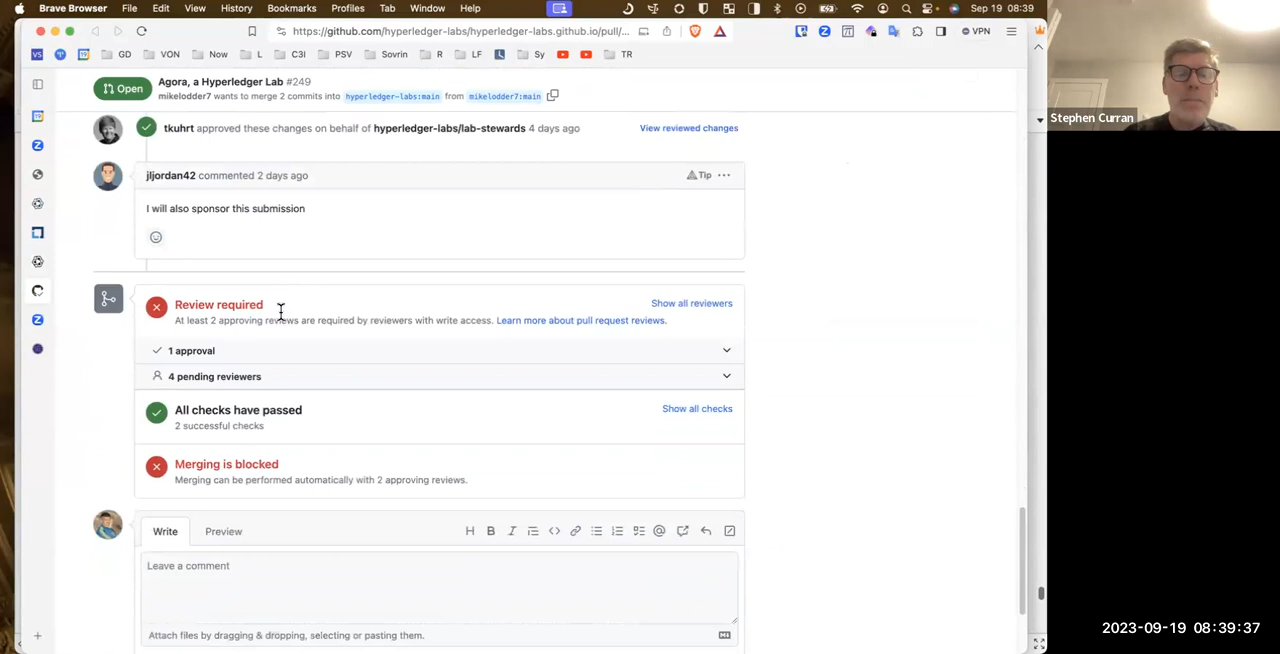 Brave Browser File Edit View History Bookmarks Profiles Tab Window Help Sep 19 08:39
https://github.com/hyperledger-labs/hyperledger-labs.github.io/pull/... VPN
VS GD VON Now L C3I PSV Sovrin R LF Sy TR
Open
Agora, a Hyperledger Lab #249
mikelodder7 wants to merge 2 commits into hyperledger-labs:main from mikelodder7:main
tkuhrt approved these changes on behalf of hyperledger-labs/lab-stewards 4 days ago View reviewed changes
jljordan42 commented 2 days ago Tip ...
I will also sponsor this submission
Review required Show all reviewers
At least 2 approving reviews are required by reviewers with write access. Learn more about pull request reviews.
1 approval
4 pending reviewers
All checks have passed Show all checks
2 successful checks
Merging is blocked
Merging can be performed automatically with 2 approving reviews.
Write Preview
Leave a comment
Attach files by dragging & dropping, selecting or pasting them.
Stephen Curran
2023-09-19 08:39:37